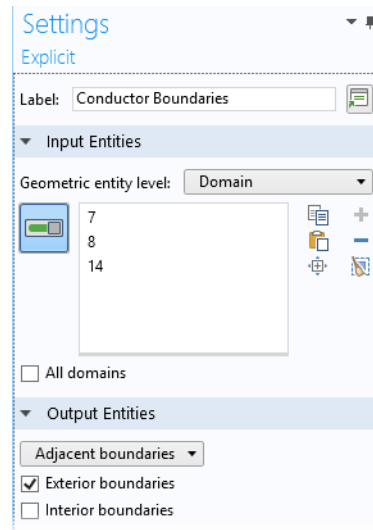 Settings
Explicit
Label: Conductor Boundaries
Input Entities
Geometric entity level: Domain
7
8
14
All domains
Output Entities
Adjacent boundaries
Exterior boundaries
Interior boundaries